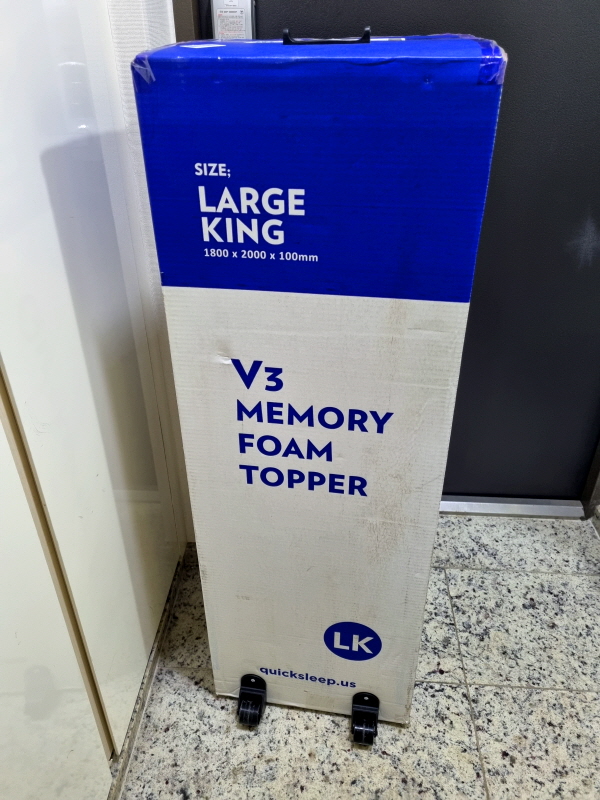 SIZE;
LARGE
KING
1800 x 2000 x 100mm
V3
MEMORY
FOAM
TOPPER
LK
quicksleep.us